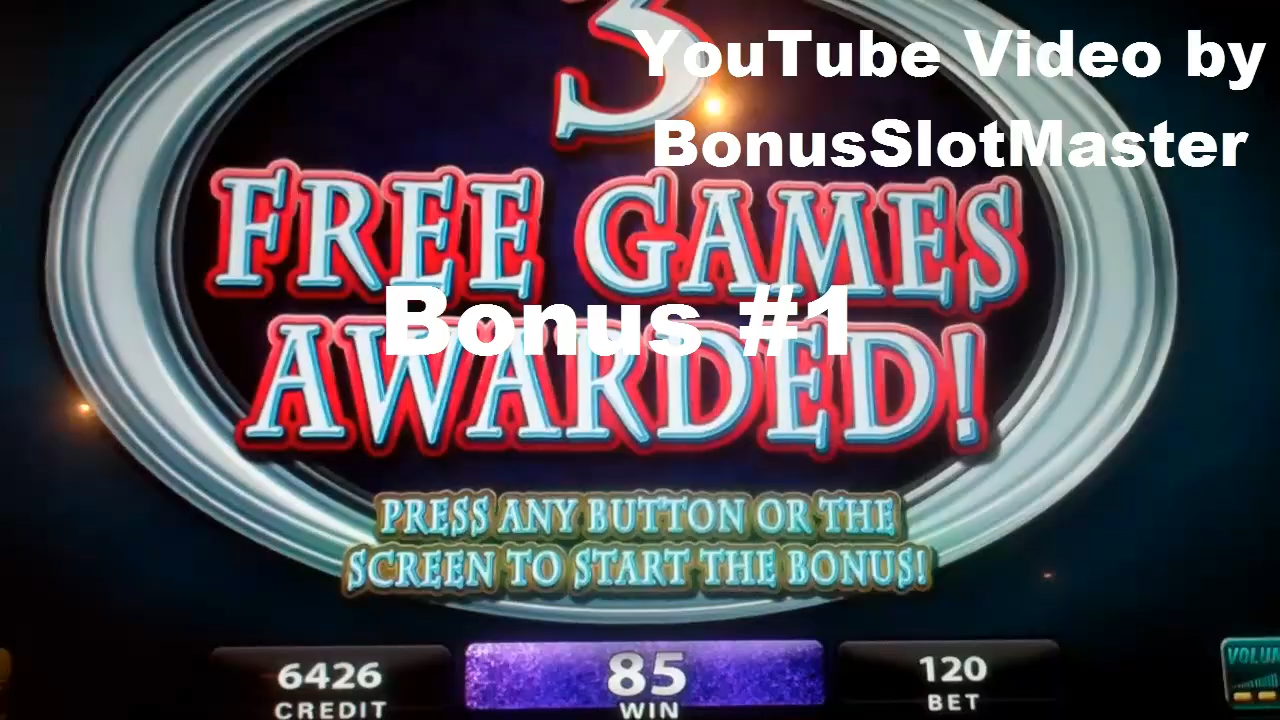 3
YouTube Video by
BonusSlotMaster
FREE GAMES
Bonus #1
AWARDED!
PRESS ANY BUTTON OR THE
SCREEN TO START THE BONUS!
6426
CREDIT
85
WIN
120
BET